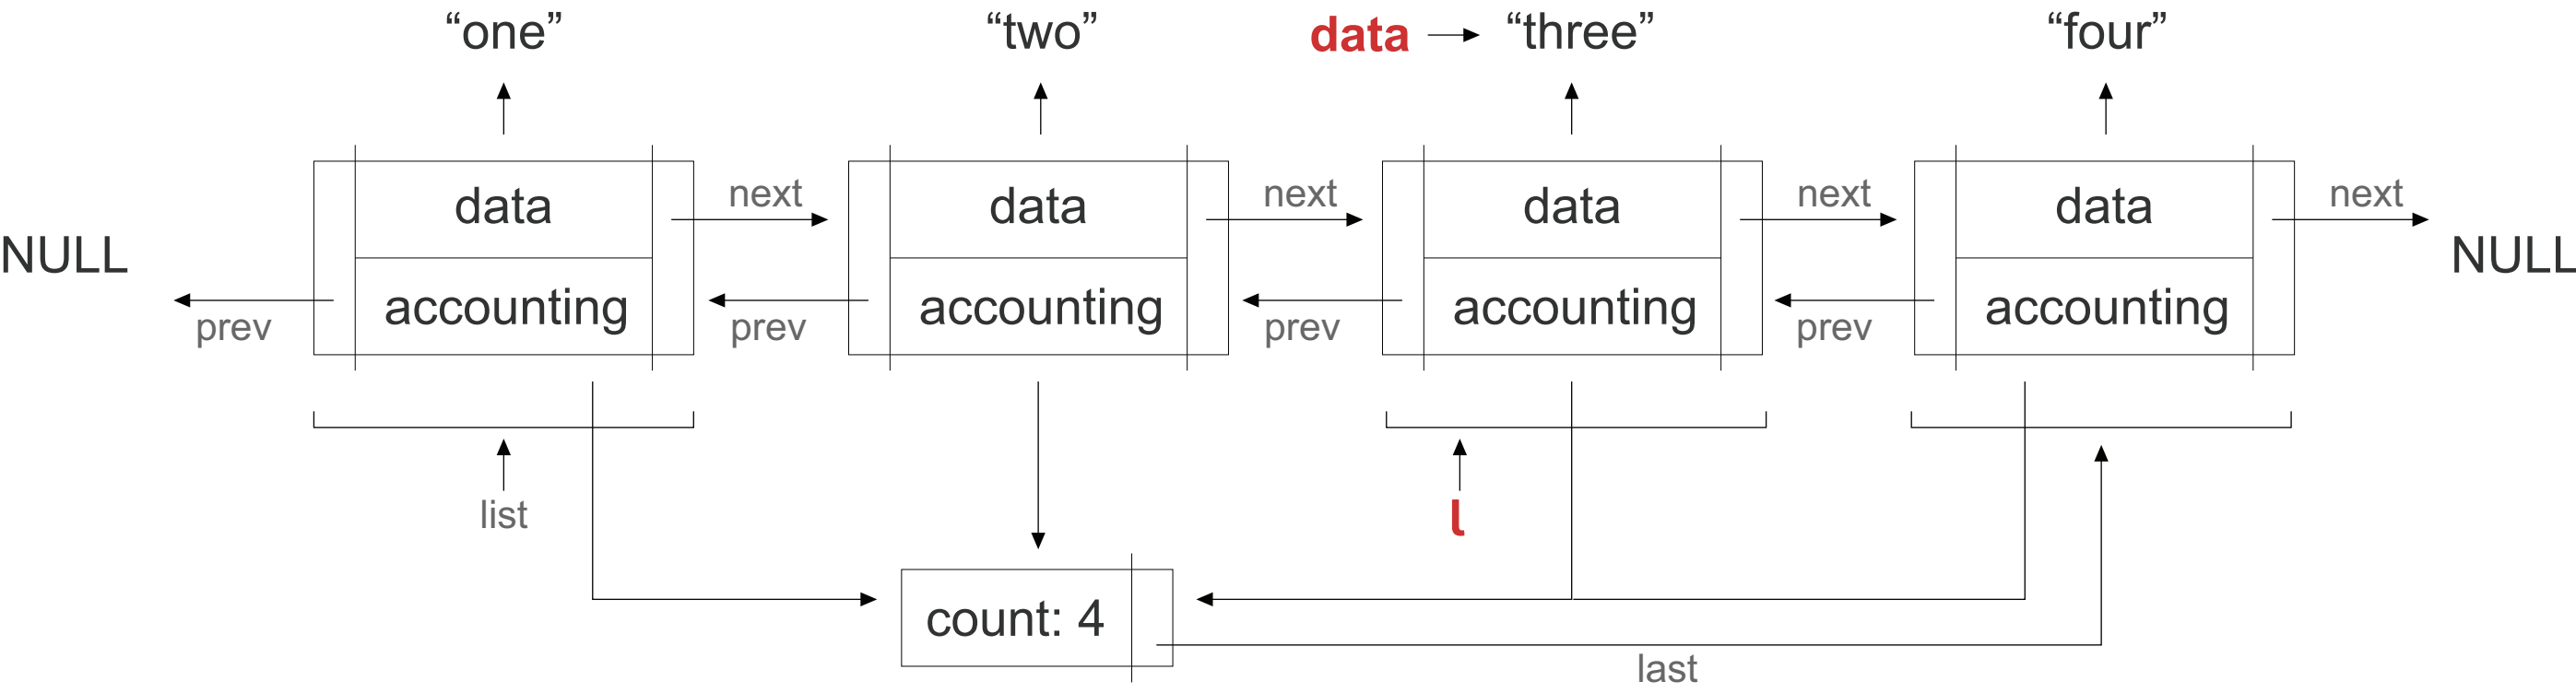 “one”
“two”
data
“three”
“four”
data
next
data
next
data
next
data
next
NULL
NULL
accounting
accounting
accounting
accounting
prev
prev
prev
prev
list
l
count: 4
last